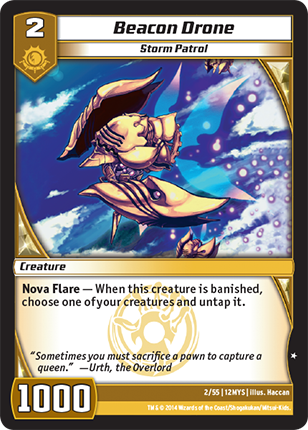 2
Beacon Drone
Storm Patrol
Creature
Nova Flare — When this creature is banished,
choose one of your creatures and untap it.
“Sometimes you must sacrifice a pawn to capture a
queen.” —Urth, the Overlord
1000
2/55 | 12MYS | Illus. Haccan
TM & © 2014 Wizards of the Coast/Shogakukan/Mitsui-Kids.